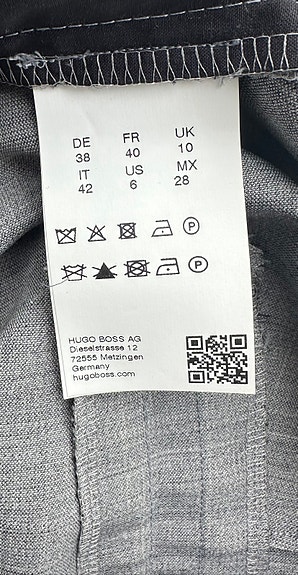 DE FR UK
38 40 10
IT US MX
42 6 28
P
P
HUGO BOSS AG
Dieselstrasse 12
72555 Metzingen
Germany
hugoboss.com